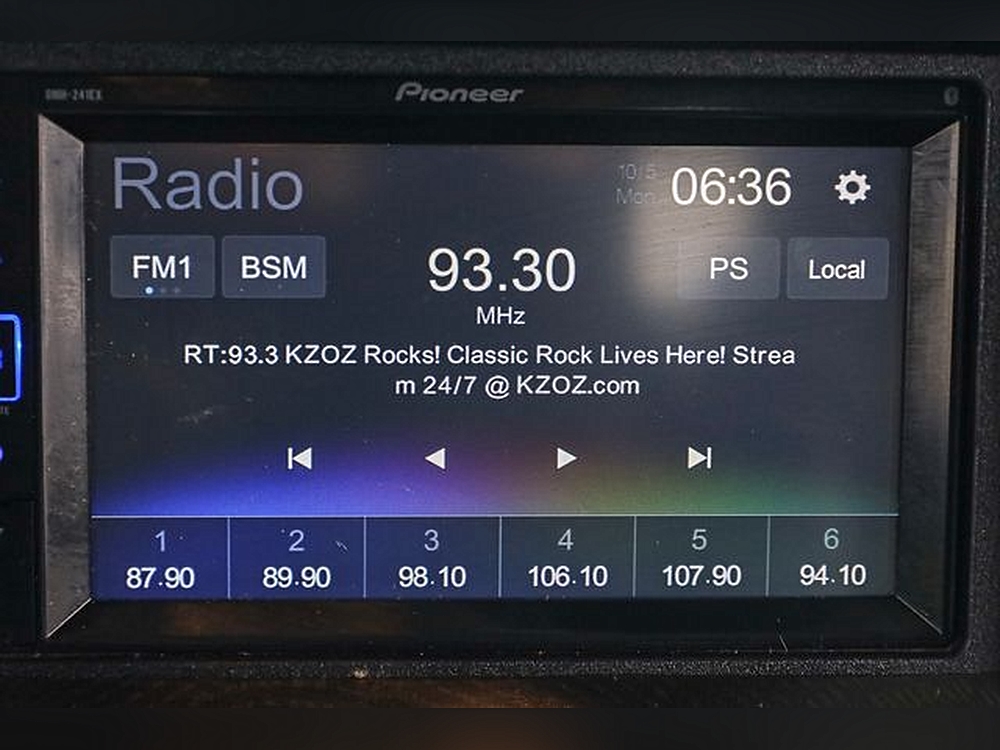 DMH-241EX
Pioneer
Radio
10/5
Mon
06:36
FM1
BSM
93.30
PS
Local
MHz
RT:93.3 KZOZ Rocks! Classic Rock Lives Here! Strea
m 24/7 @ KZOZ.com
1 2 3 4 5 6
87.90 89.90 98.10 106.10 107.90 94.10